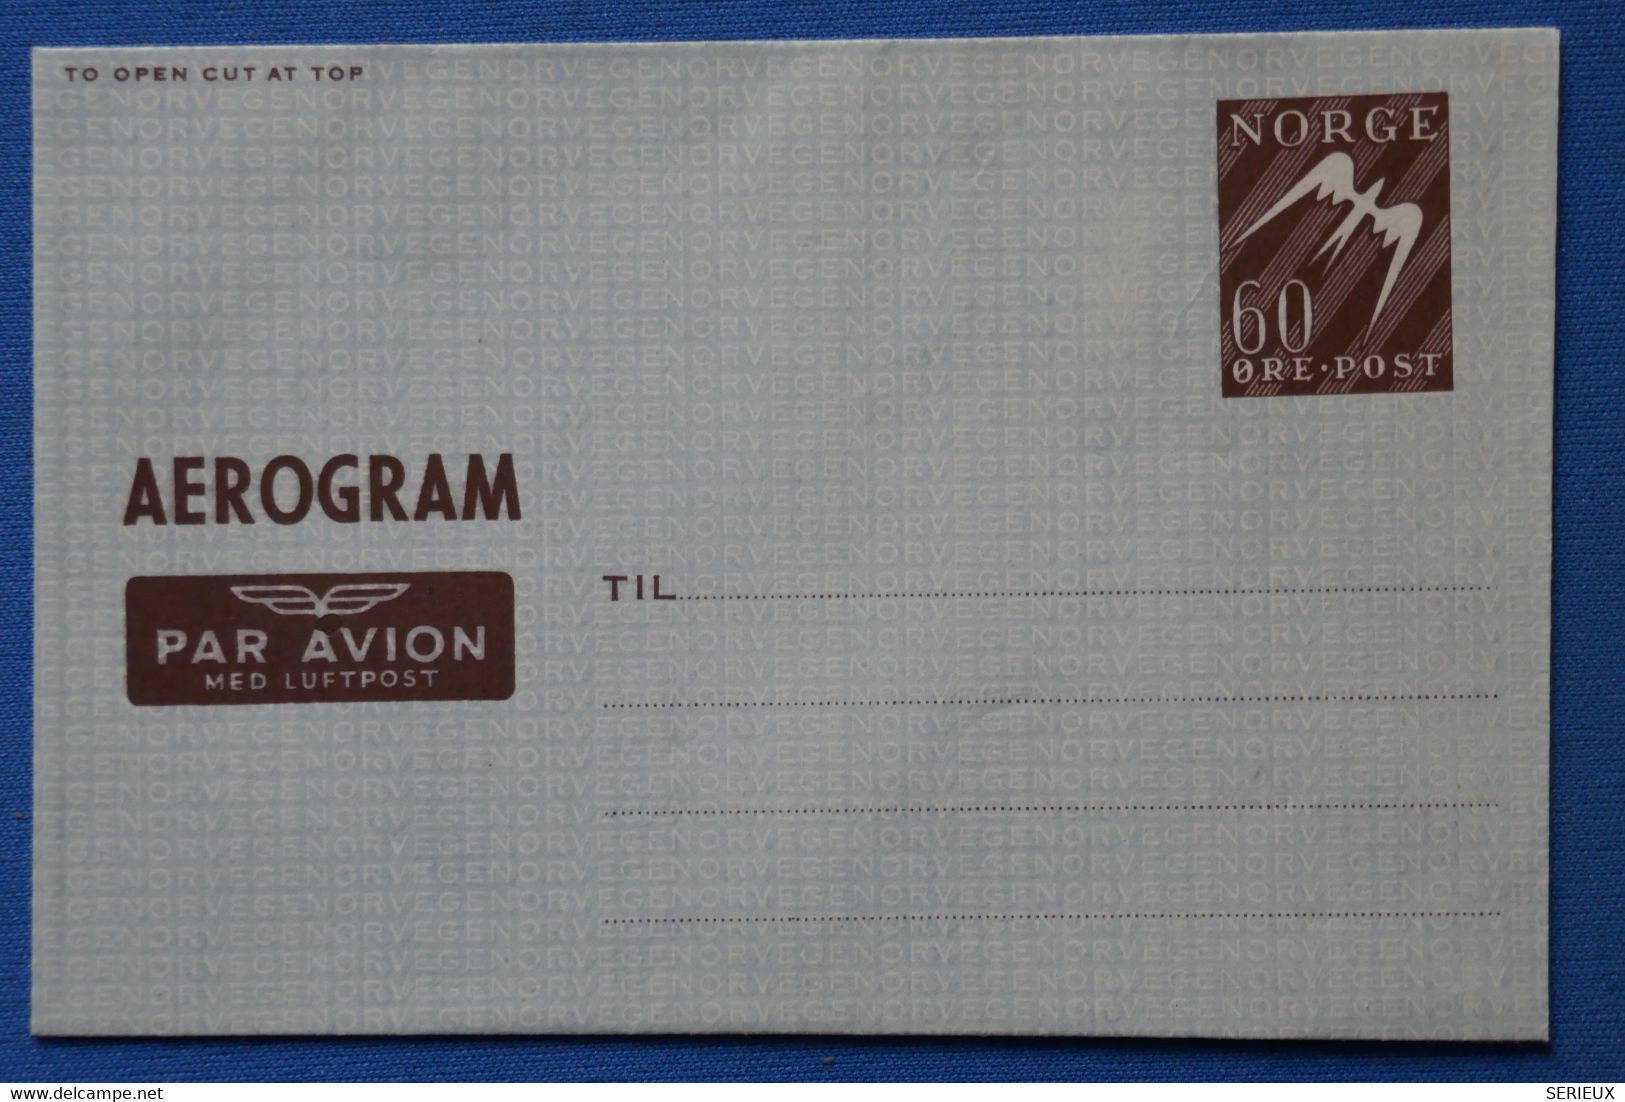 TO OPEN CUT AT TOP
NORGE
60
ØRE·POST
AEROGRAM
TIL
PAR AVION
MED LUFTPOST
www.delcampe.net
SERIEUX